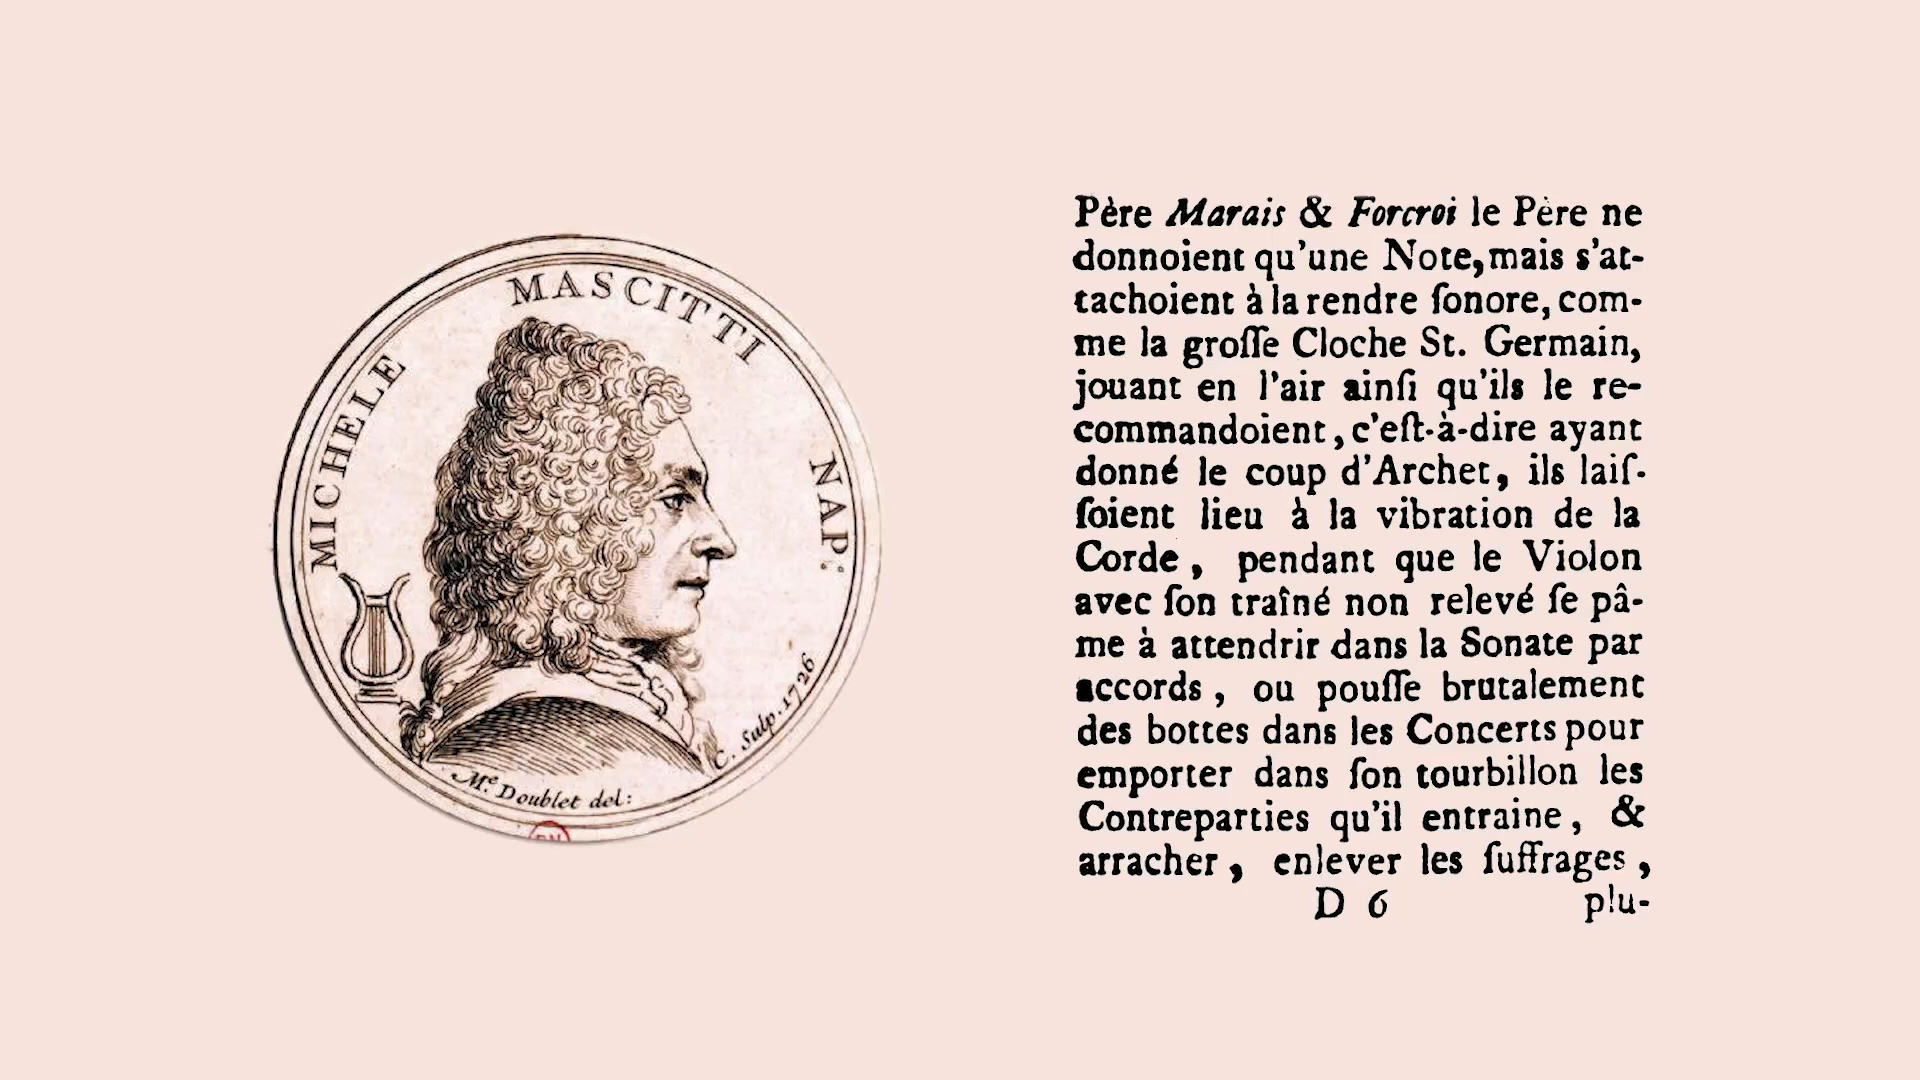 MICHELE MASCITTI NAP:
Me. Doublet del:
C. Sulp. 1726
Père Marais & Forcroi le Père ne
donnoient qu'une Note, mais s'at-
tachoient à la rendre ſonore, com-
me la groſſe Cloche St. Germain,
jouant en l'air ainſi qu'ils le re-
commandoient, c'eſt-à-dire ayant
donné le coup d'Archet, ils laiſ-
ſoient lieu à la vibration de la
Corde, pendant que le Violon
avec ſon traîné non relevé ſe pâ-
me à attendrir dans la Sonate par
accords, ou pouſſe brutalement
des bottes dans les Concerts pour
emporter dans ſon tourbillon les
Contreparties qu'il entraine, &
arracher, enlever les ſuffrages,
D 6 plu-